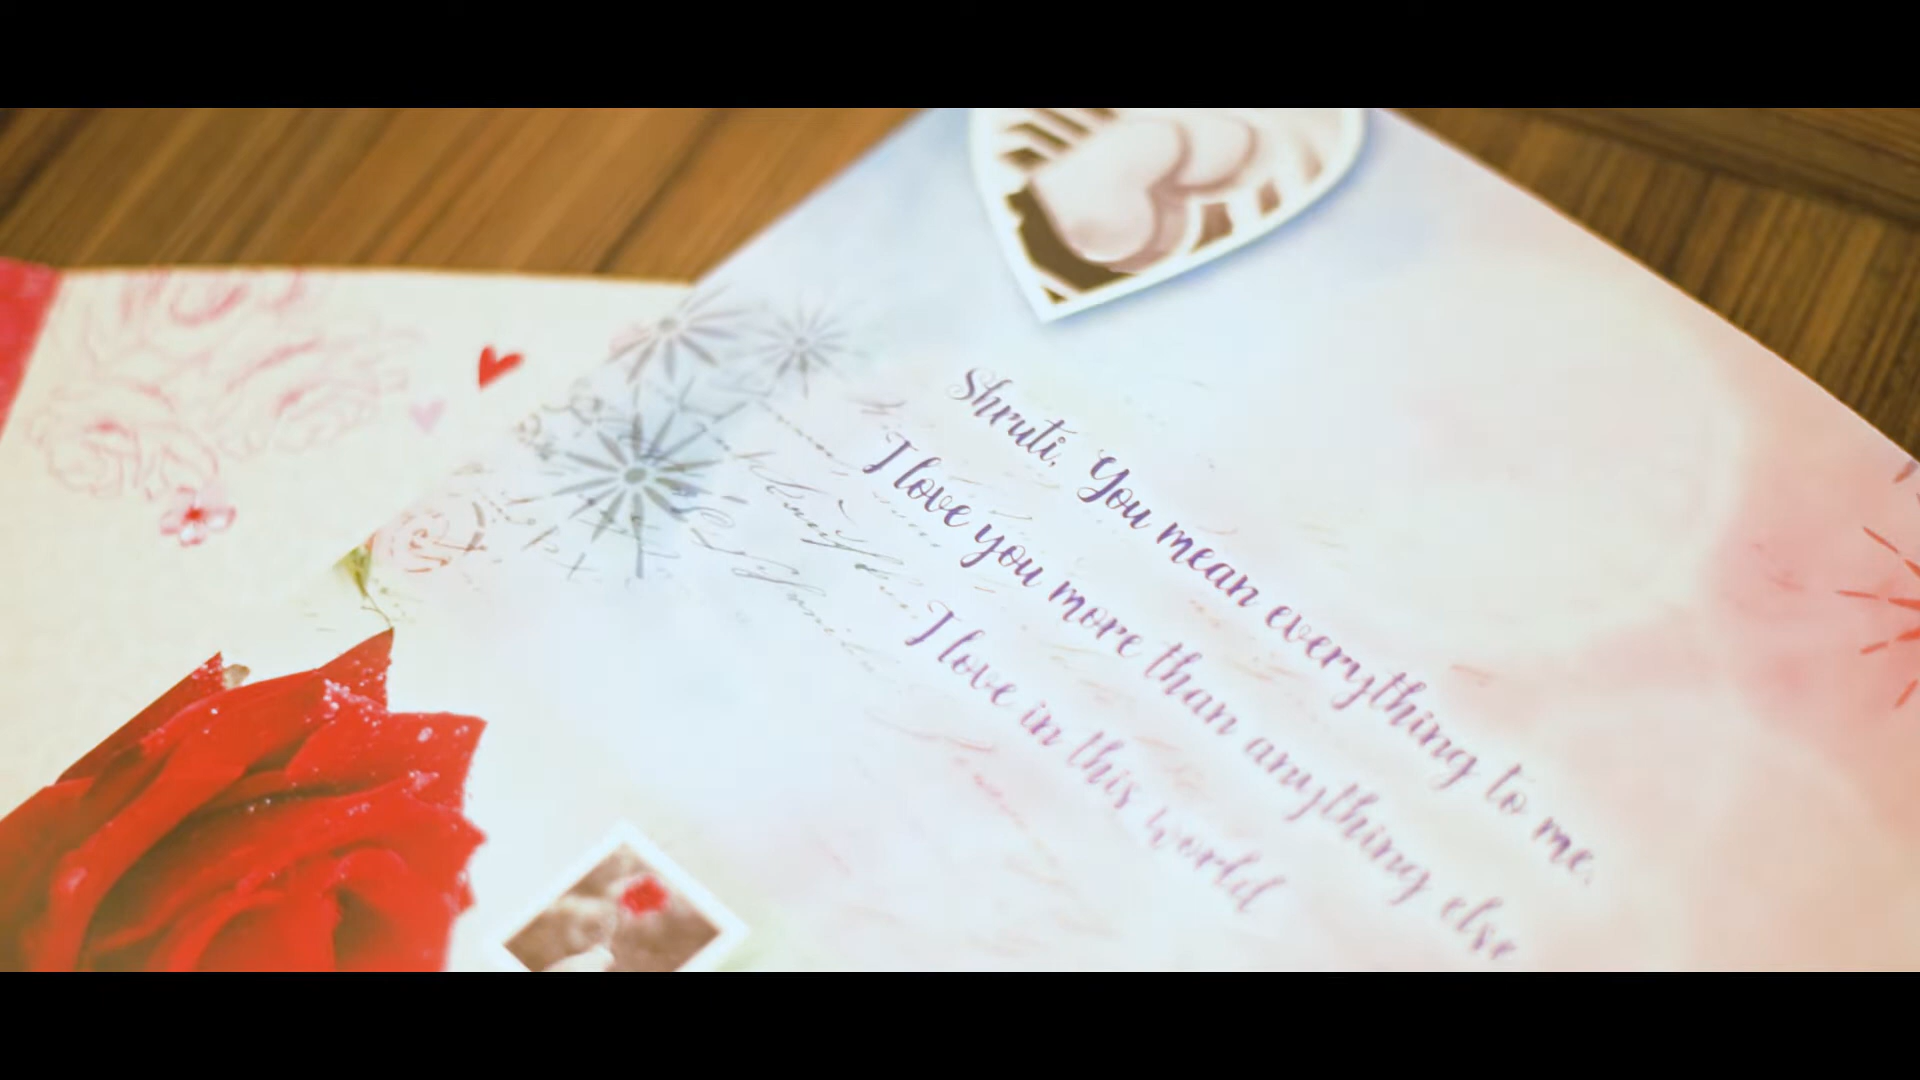 Shruti, You mean everything to me.
I love you more than anything else
I love in this world